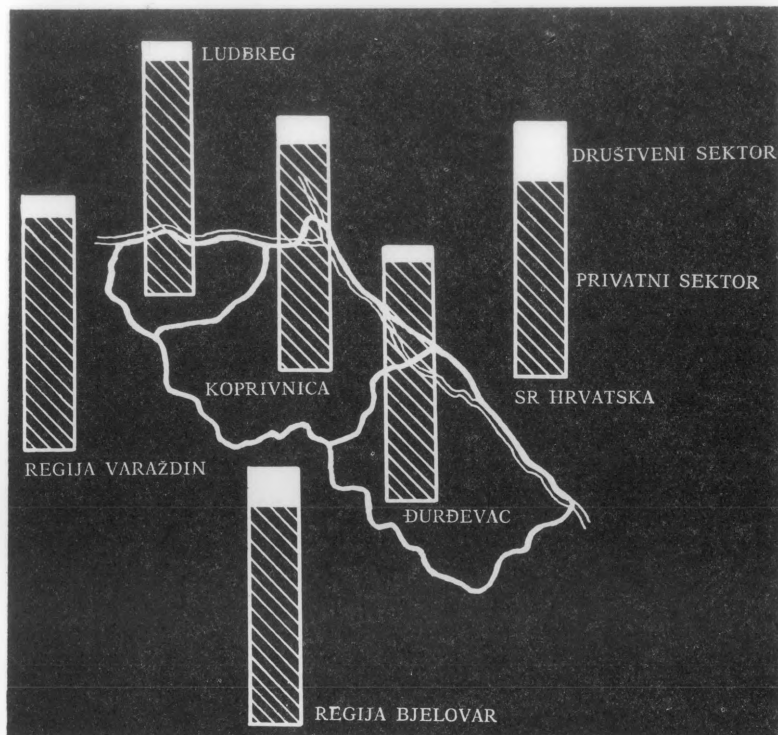 LUDBREG
DRUŠTVENI SEKTOR
PRIVATNI SEKTOR
KOPRIVNICA
SR HRVATSKA
REGIJA VARAŽDIN
ĐURĐEVAC
REGIJA BJELOVAR